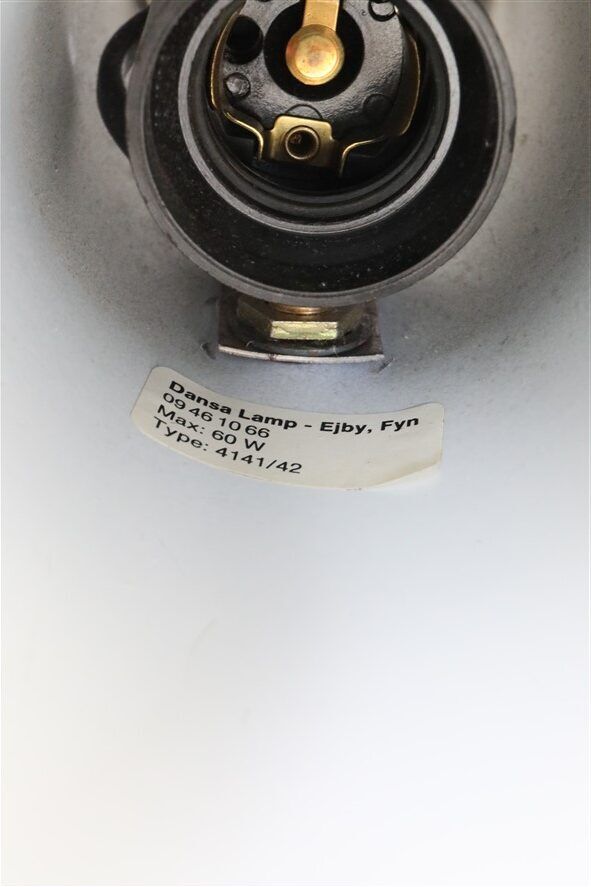 Dansa Lamp - Ejby, Fyn
09 46 10 66
Max: 60 W
Type: 4141/42